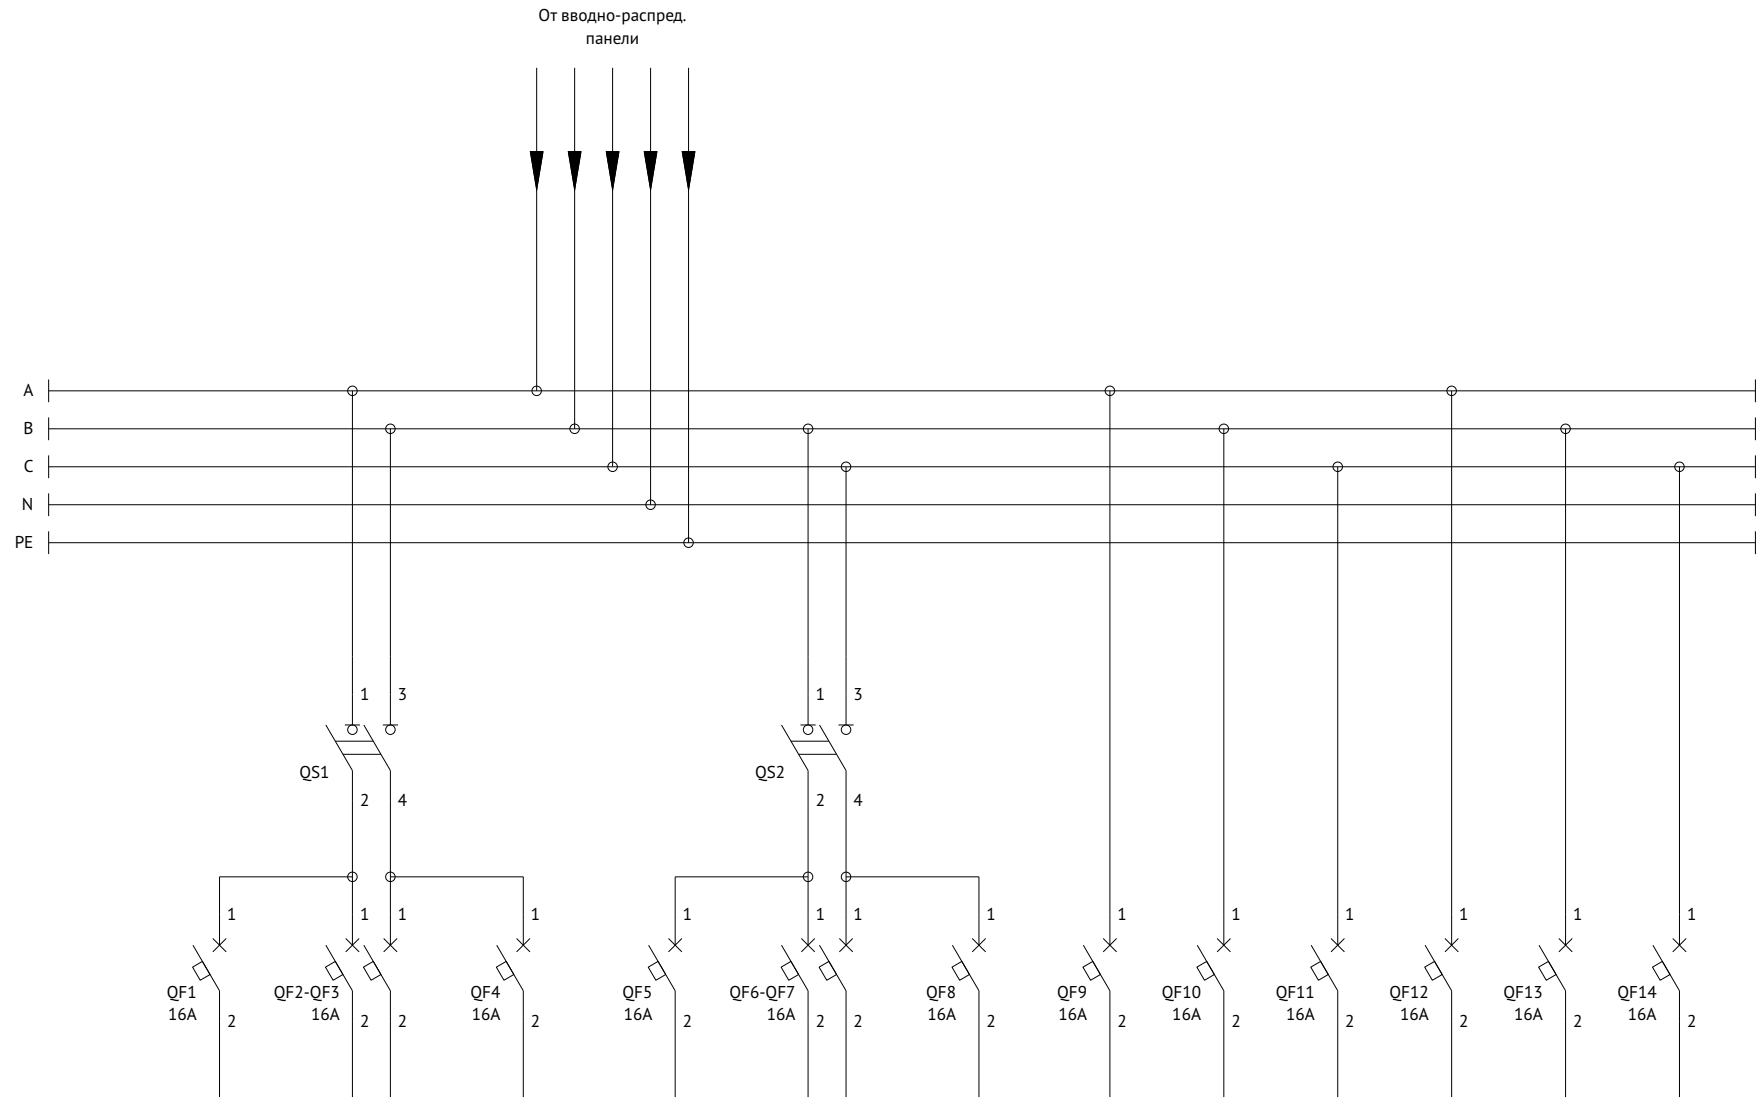 От вводно-распред.
панели
A
B
C
N
PE
1 3 1 3
QS1 QS2
2 4 2 4
1 1 1 1 1 1 1 1 1 1 1 1 1 1
QF1 QF2-QF3 QF4 QF5 QF6-QF7 QF8 QF9 QF10 QF11 QF12 QF13 QF14
16A 16A 16A 16A 16A 16A 16A 16A 16A 16A 16A 16A
2 2 2 2 2 2 2 2 2 2 2 2 2 2